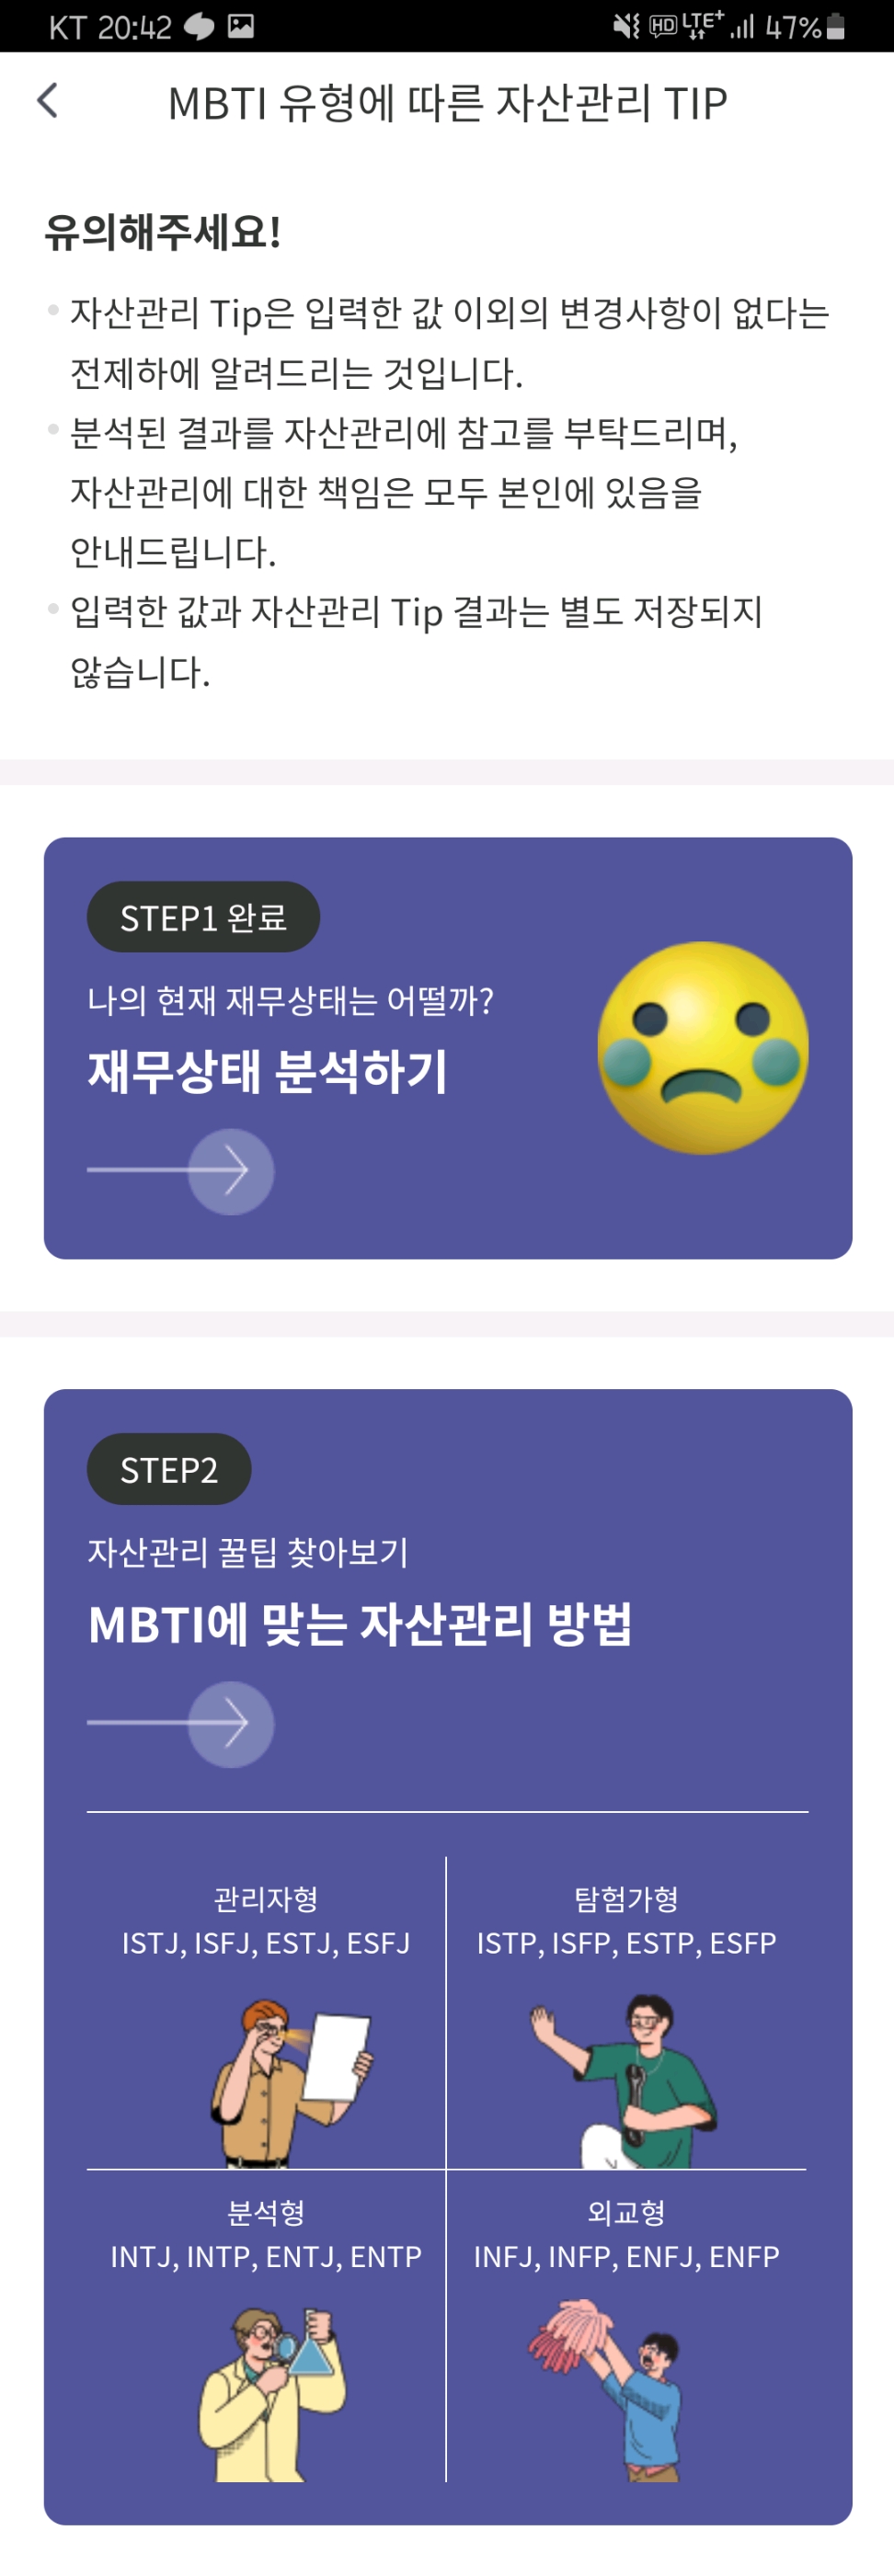 KT 20:42 HD LTE+ 47%
MBTI 유형에 따른 자산관리 TIP
유의해주세요!
자산관리 Tip은 입력한 값 이외의 변경사항이 없다는
전제하에 알려드리는 것입니다.
분석된 결과를 자산관리에 참고를 부탁드리며,
자산관리에 대한 책임은 모두 본인에 있음을
안내드립니다.
입력한 값과 자산관리 Tip 결과는 별도 저장되지
않습니다.
STEP1 완료
나의 현재 재무상태는 어떨까?
재무상태 분석하기
STEP2
자산관리 꿀팁 찾아보기
MBTI에 맞는 자산관리 방법
관리자형
ISTJ, ISFJ, ESTJ, ESFJ
탐험가형
ISTP, ISFP, ESTP, ESFP
분석형
INTJ, INTP, ENTJ, ENTP
외교형
INFJ, INFP, ENFJ, ENFP